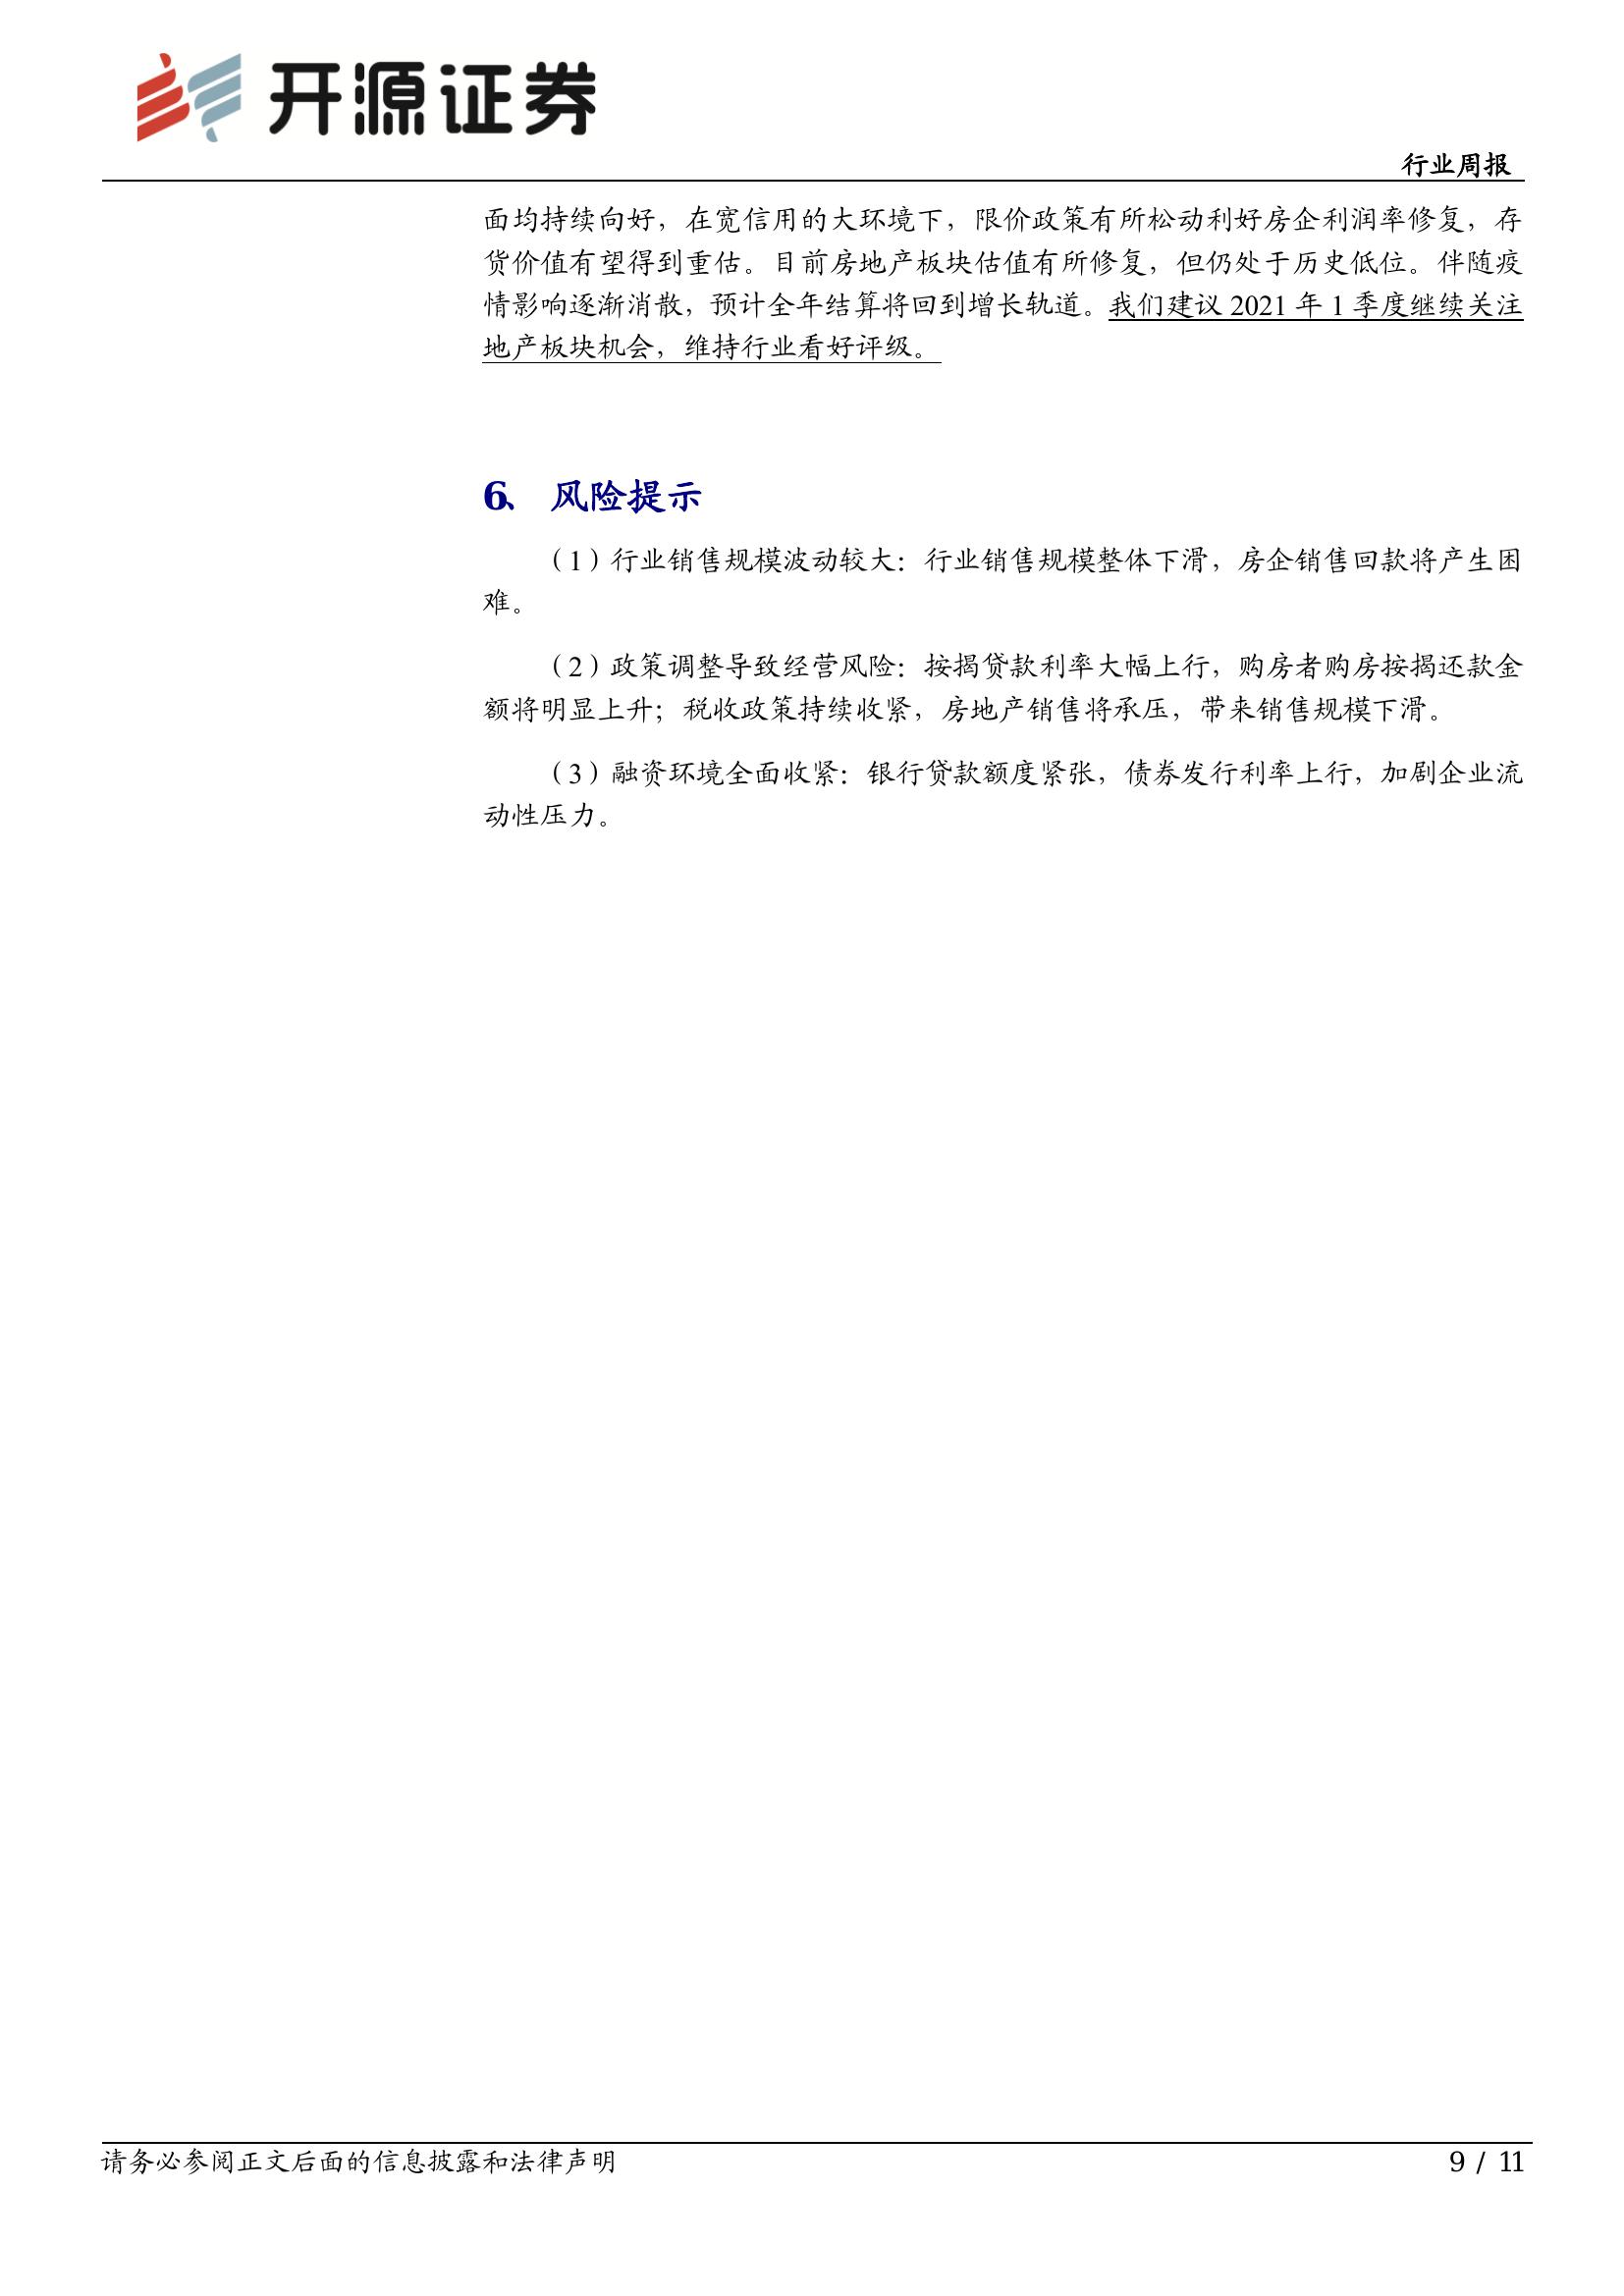 开源证券
行业周报
面均持续向好，在宽信用的大环境下，限价政策有所松动利好房企利润率修复，存
货价值有望得到重估。目前房地产板块估值有所修复，但仍处于历史低位。伴随疫
情影响逐渐消散，预计全年结算将回到增长轨道。我们建议 2021 年 1 季度继续关注
地产板块机会，维持行业看好评级。
6、 风险提示
（1）行业销售规模波动较大：行业销售规模整体下滑，房企销售回款将产生困
难。
（2）政策调整导致经营风险：按揭贷款利率大幅上行，购房者购房按揭还款金
额将明显上升；税收政策持续收紧，房地产销售将承压，带来销售规模下滑。
（3）融资环境全面收紧：银行贷款额度紧张，债券发行利率上行，加剧企业流
动性压力。
请务必参阅正文后面的信息披露和法律声明
9 / 11